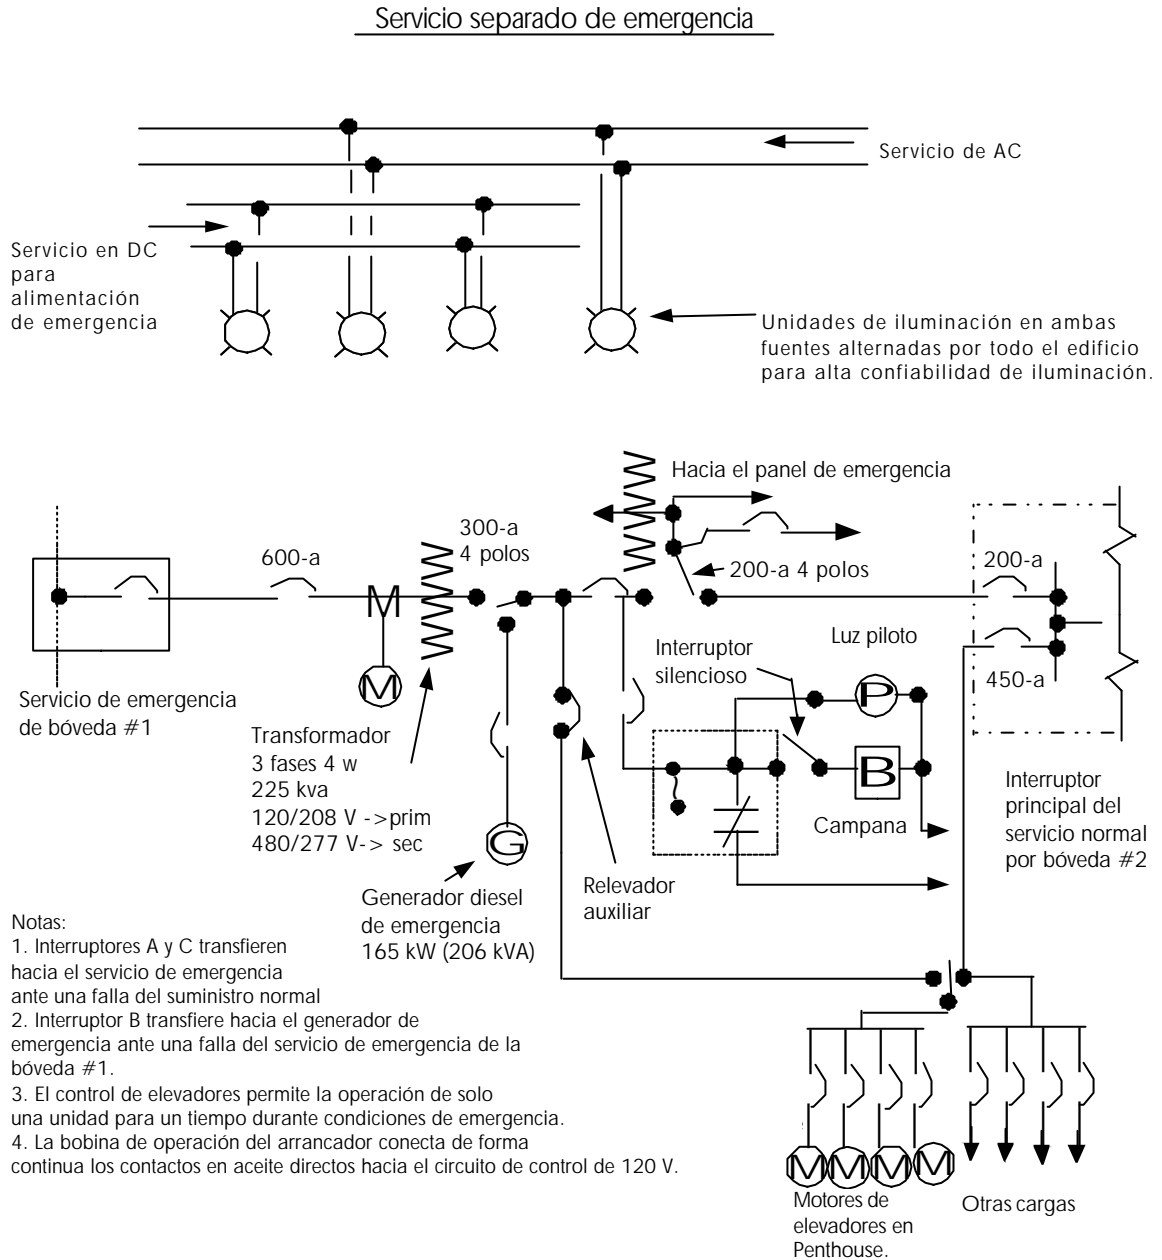 Servicio separado de emergencia
Servicio de AC
Servicio en DC
para
alimentación
de emergencia
Unidades de iluminación en ambas
fuentes alternadas por todo el edificio
para alta confiabilidad de iluminación.
Hacia el panel de emergencia
300-a
4 polos
600-a
200-a 4 polos
200-a
M
M
Luz piloto
Interruptor
silencioso
450-a
P
Servicio de emergencia
de bóveda #1
Transformador
3 fases 4 w
225 kva
120/208 V ->prim
480/277 V-> sec
B
Campana
Interruptor
principal del
servicio normal
por bóveda #2
G
Generador diesel
de emergencia
165 kW (206 kVA)
Relevador
auxiliar
Notas:
1. Interruptores A y C transfieren
hacia el servicio de emergencia
ante una falla del suministro normal
2. Interruptor B transfiere hacia el generador de
emergencia ante una falla del servicio de emergencia de la
bóveda #1.
3. El control de elevadores permite la operación de solo
una unidad para un tiempo durante condiciones de emergencia.
4. La bobina de operación del arrancador conecta de forma
continua los contactos en aceite directos hacia el circuito de control de 120 V.
M M M M
Motores de
elevadores en
Penthouse.
Otras cargas